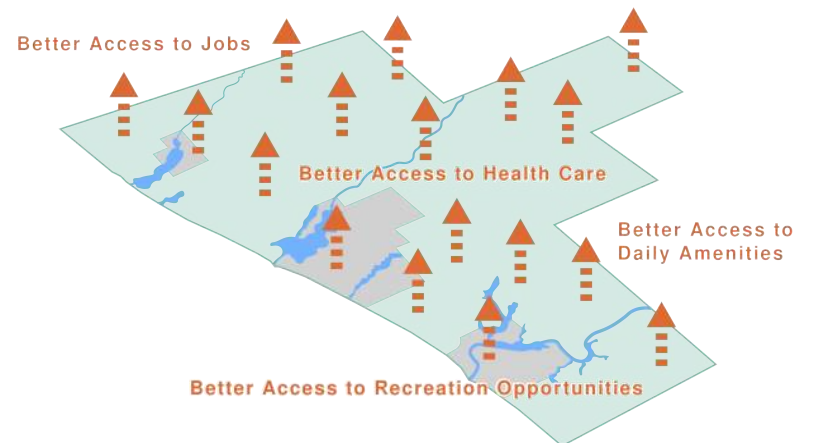 Better Access to Jobs
Better Access to Health Care
Better Access to
Daily Amenities
Better Access to Recreation Opportunities